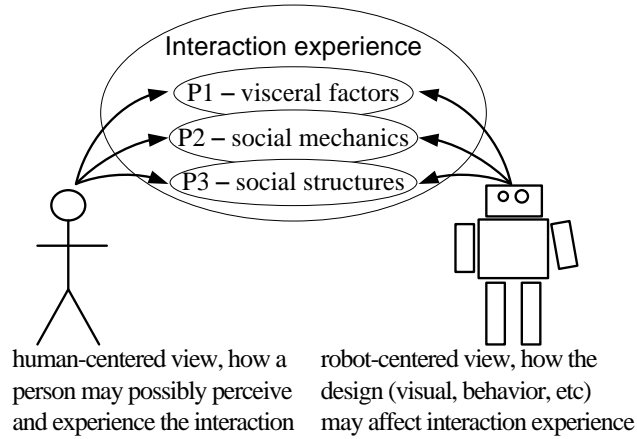 Interaction experience
P1 – visceral factors
P2 – social mechanics
P3 – social structures
human-centered view, how a
person may possibly perceive
and experience the interaction
robot-centered view, how the
design (visual, behavior, etc)
may affect interaction experience